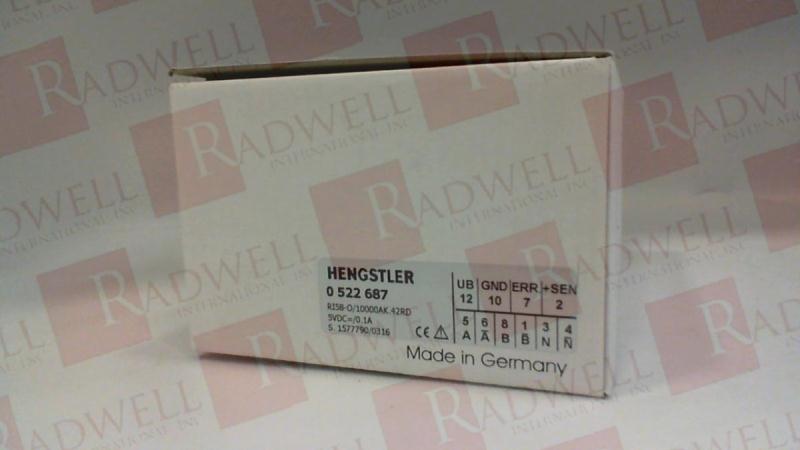 HENGSTLER
0 522 687
RI58-O/10000AK.42RD
5VDC=/0.1A
S. 1577790/0316
CE
UB GND ERR. +SEN
12 10 7 2
5 6 8 1 3 4
A A̅ B B̅ N N̅
Made in Germany
RADWELL
INTERNATIONAL INC.